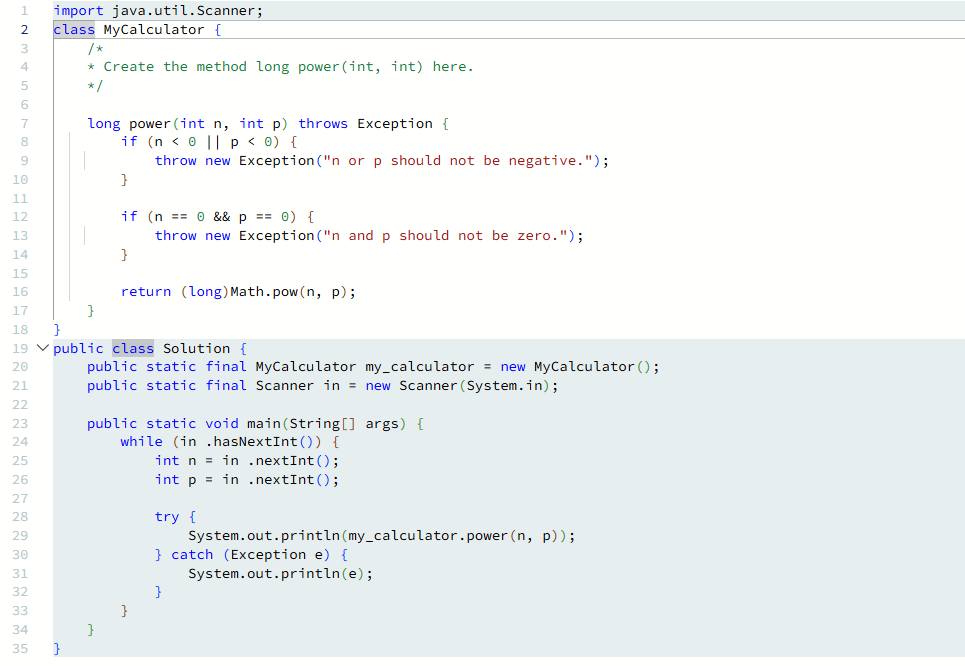 1 import java.util.Scanner;
2 class MyCalculator {
3 /*
4 * Create the method long power(int, int) here.
5 */
6
7 long power(int n, int p) throws Exception {
8 if (n < 0 || p < 0) {
9 throw new Exception("n or p should not be negative.");
10 }
11
12 if (n == 0 && p == 0) {
13 throw new Exception("n and p should not be zero.");
14 }
15
16 return (long)Math.pow(n, p);
17 }
18 }
19 public class Solution {
20 public static final MyCalculator my_calculator = new MyCalculator();
21 public static final Scanner in = new Scanner(System.in);
22
23 public static void main(String[] args) {
24 while (in .hasNextInt()) {
25 int n = in .nextInt();
26 int p = in .nextInt();
27
28 try {
29 System.out.println(my_calculator.power(n, p));
30 } catch (Exception e) {
31 System.out.println(e);
32 }
33 }
34 }
35 }